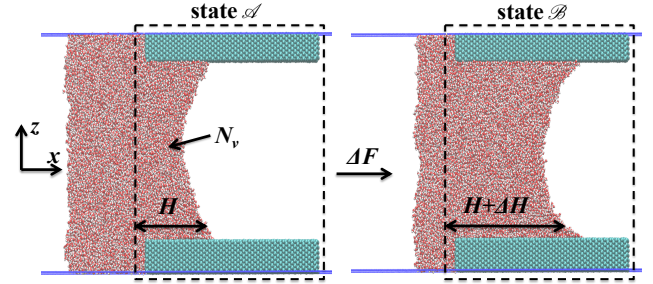 state 𝒜
state ℬ
z
x
N_v
H
ΔF
H+ΔH